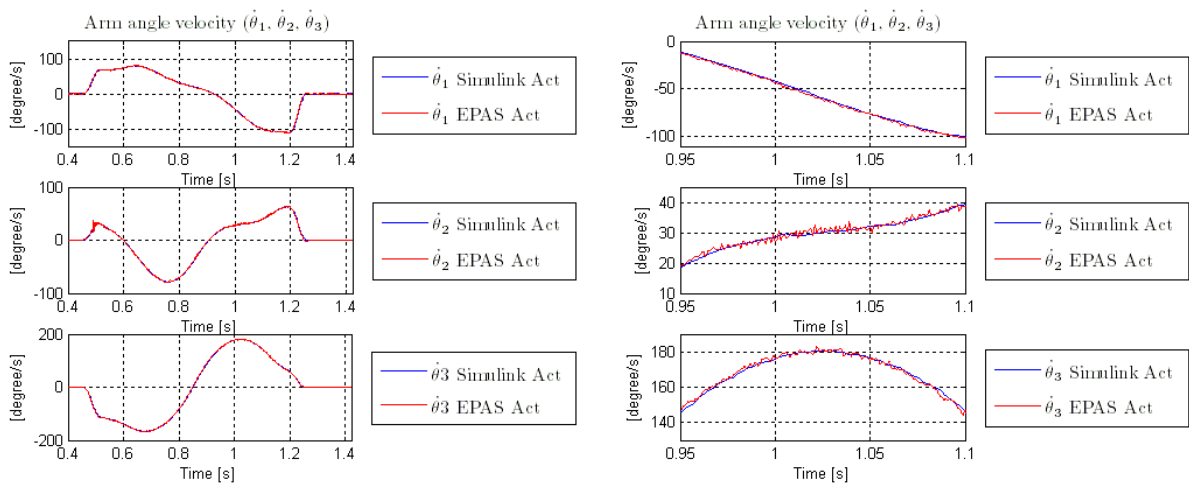 Arm angle velocity (θ̇₁, θ̇₂, θ̇₃)
[degree/s]
100
0
-100
0.4 0.6 0.8 1 1.2 1.4
Time [s]
θ̇₁ Simulink Act
θ̇₁ EPAS Act
[degree/s]
100
0
-100
0.4 0.6 0.8 1 1.2 1.4
Time [s]
θ̇₂ Simulink Act
θ̇₂ EPAS Act
[degree/s]
200
0
-200
0.4 0.6 0.8 1 1.2 1.4
Time [s]
θ̇3 Simulink Act
θ̇3 EPAS Act
Arm angle velocity (θ̇₁, θ̇₂, θ̇₃)
[degree/s]
0
-50
-100
0.95 1 1.05 1.1
Time [s]
θ̇₁ Simulink Act
θ̇₁ EPAS Act
[degree/s]
40
30
20
10
0.95 1 1.05 1.1
Time [s]
θ̇₂ Simulink Act
θ̇₂ EPAS Act
[degree/s]
180
160
140
0.95 1 1.05 1.1
Time [s]
θ̇₃ Simulink Act
θ̇₃ EPAS Act